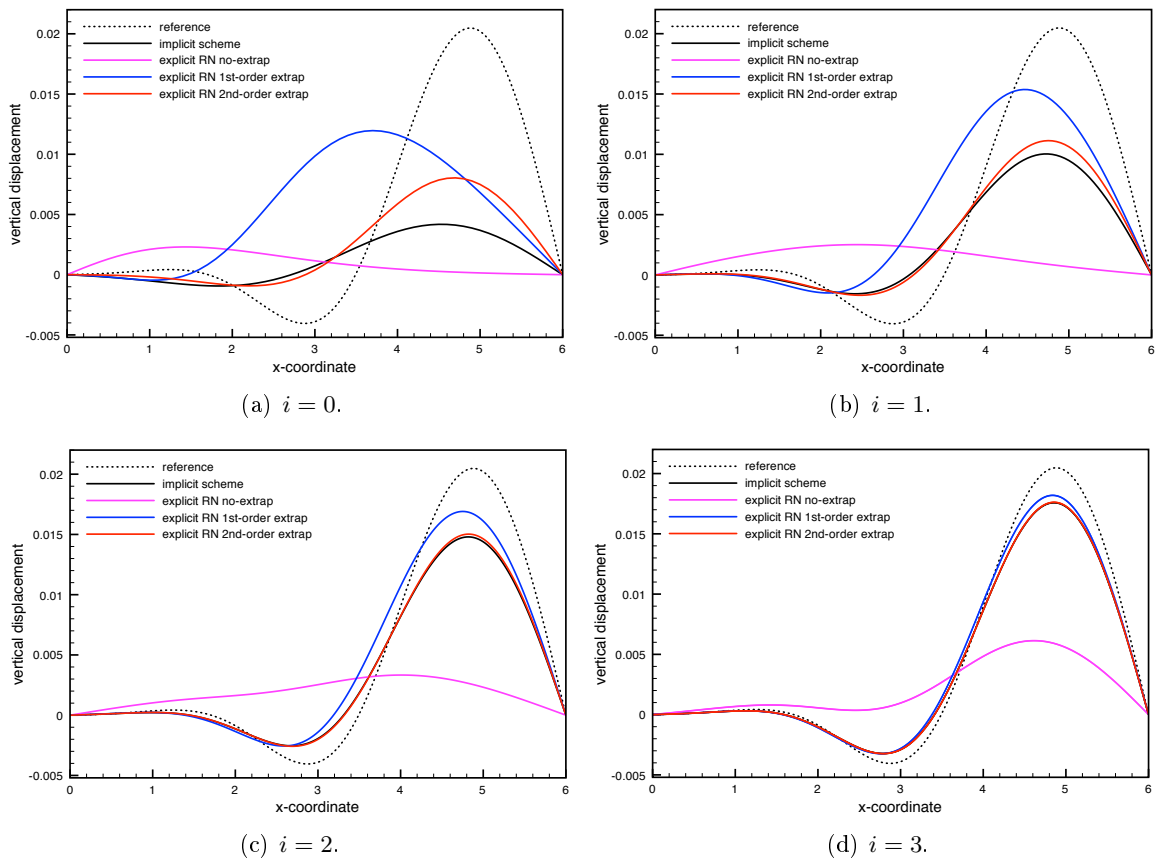 reference
implicit scheme
explicit RN no-extrap
explicit RN 1st-order extrap
explicit RN 2nd-order extrap
vertical displacement
0.02
0.015
0.01
0.005
0
-0.005
0 1 2 3 4 5 6
x-coordinate
(a) i = 0.
reference
implicit scheme
explicit RN no-extrap
explicit RN 1st-order extrap
explicit RN 2nd-order extrap
vertical displacement
0.02
0.015
0.01
0.005
0
-0.005
0 1 2 3 4 5 6
x-coordinate
(b) i = 1.
reference
implicit scheme
explicit RN no-extrap
explicit RN 1st-order extrap
explicit RN 2nd-order extrap
vertical displacement
0.02
0.015
0.01
0.005
0
-0.005
0 1 2 3 4 5 6
x-coordinate
(c) i = 2.
reference
implicit scheme
explicit RN no-extrap
explicit RN 1st-order extrap
explicit RN 2nd-order extrap
vertical displacement
0.02
0.015
0.01
0.005
0
-0.005
0 1 2 3 4 5 6
x-coordinate
(d) i = 3.